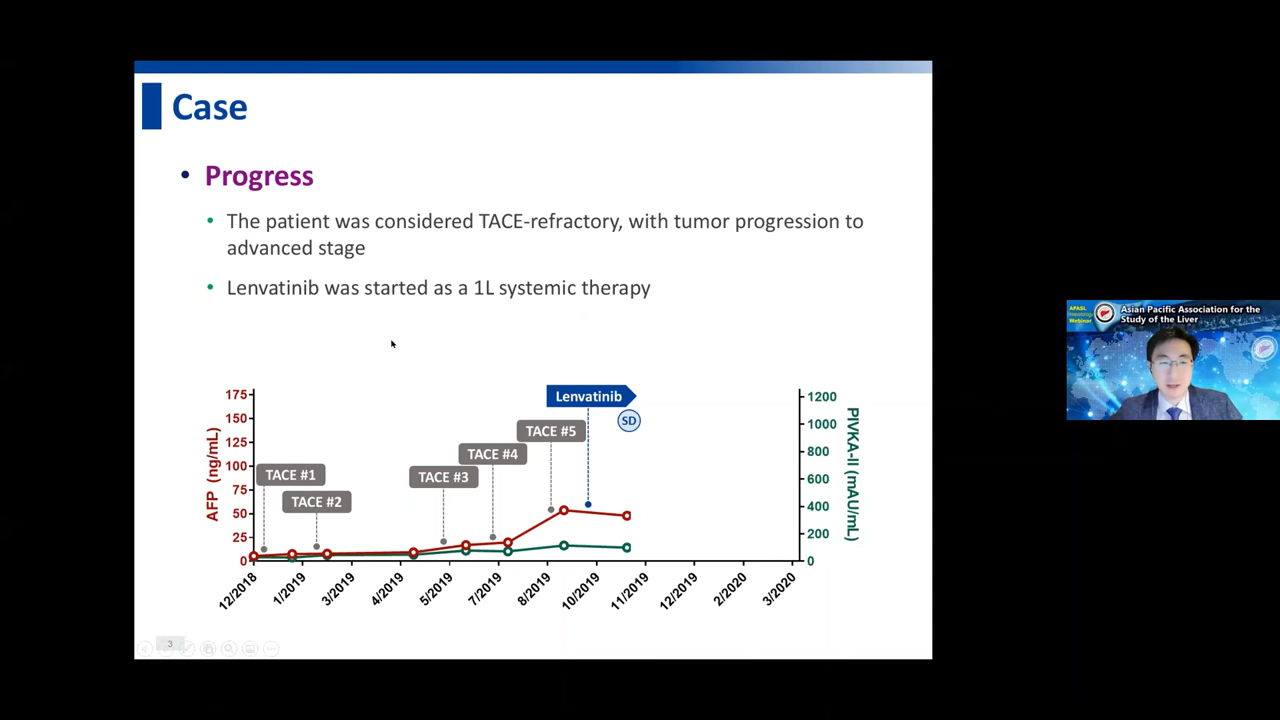 Case
• Progress
• The patient was considered TACE-refractory, with tumor progression to
advanced stage
• Lenvatinib was started as a 1L systemic therapy
175
150
125
100
75
50
25
0
AFP (ng/mL)
TACE #1
TACE #2
TACE #3
TACE #4
TACE #5
Lenvatinib
SD
1200
1000
800
600
400
200
0
PIVKA-II (mAU/mL)
12/2018
1/2019
3/2019
4/2019
5/2019
7/2019
8/2019
10/2019
11/2019
12/2019
2/2020
3/2020
3
APASL
Hepatology
Webinar
Asian Pacific Association for the
Study of the Liver